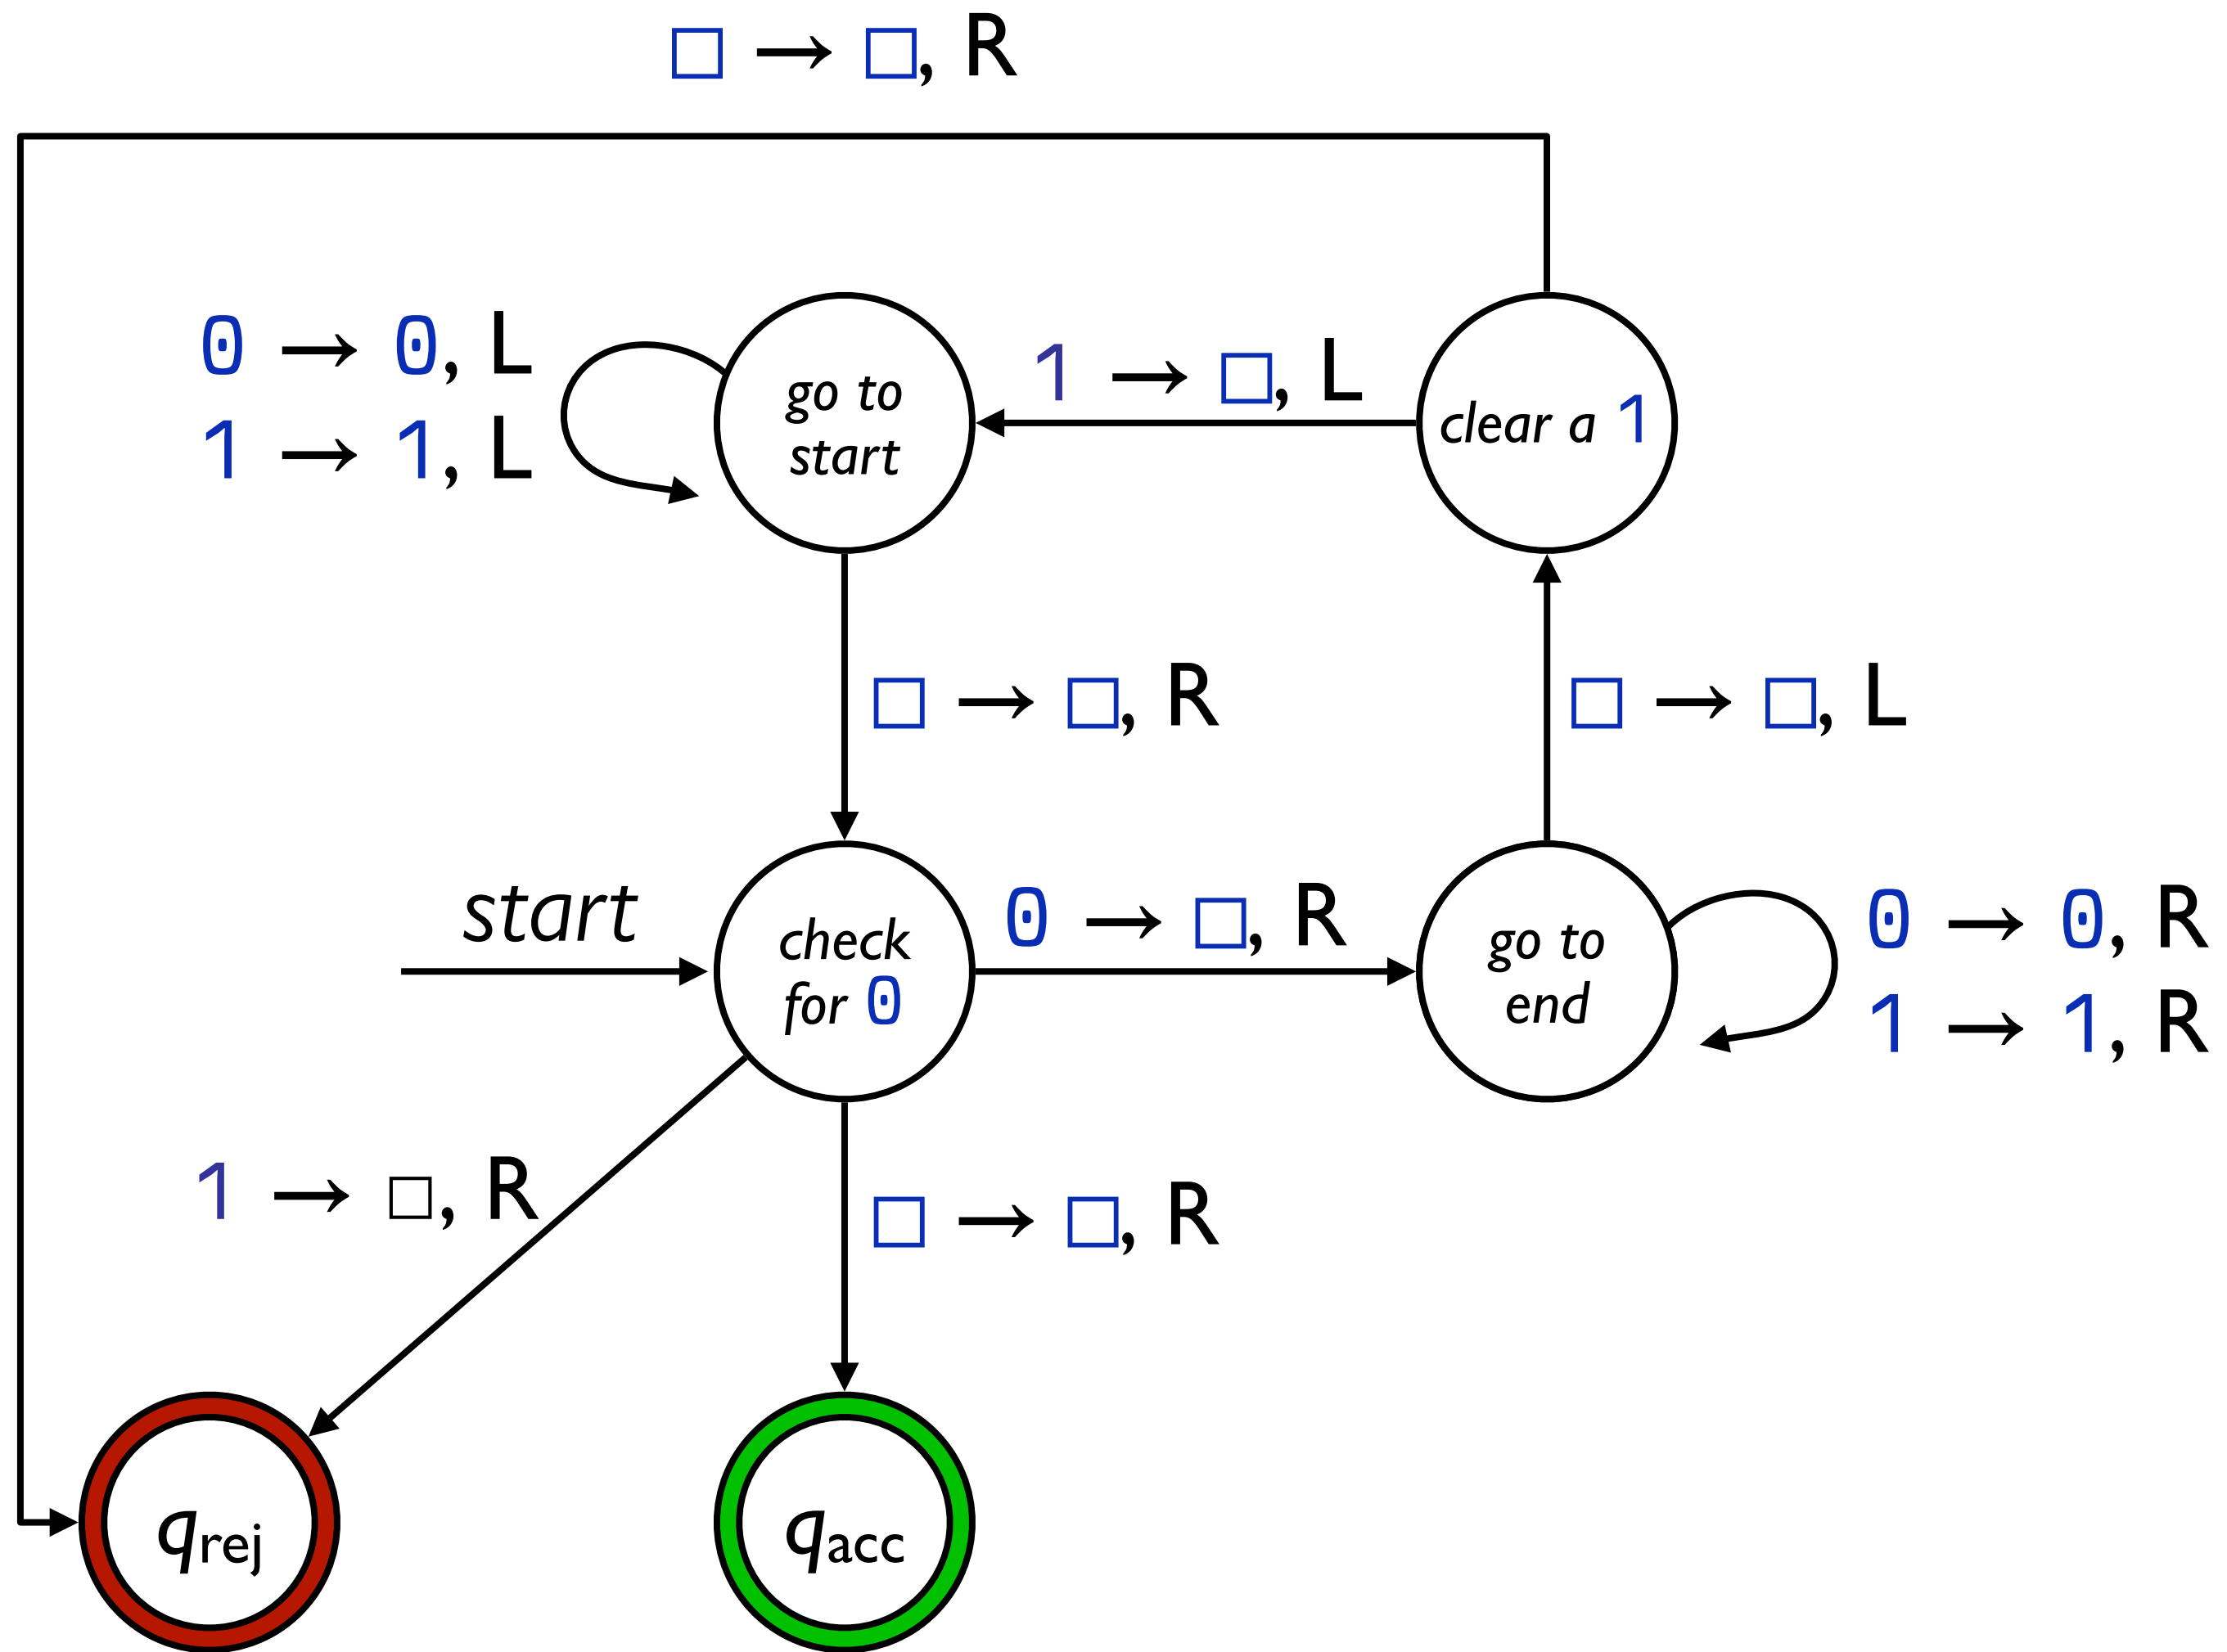 □ → □, R
0 → 0, L
1 → 1, L
go to
start
1 → □, L
clear a 1
□ → □, R
□ → □, L
start
check
for 0
0 → □, R
go to
end
0 → 0, R
1 → 1, R
1 → □, R
□ → □, R
qrej
qacc